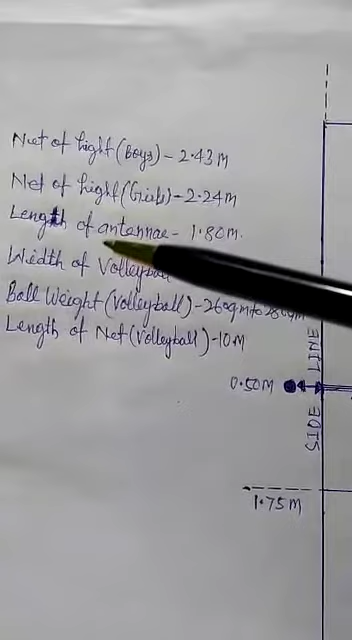 Net of hight (Boys) - 2.43 M
Net of hight (Girls) - 2.24 M
Length of antannae - 1.80 M.
Width of Volleyball
Ball Weight (Volleyball) - 260gm to 280gm
Length of Net (Volleyball) - 10 M
0.50 M
SIDE LINE
1.75 M